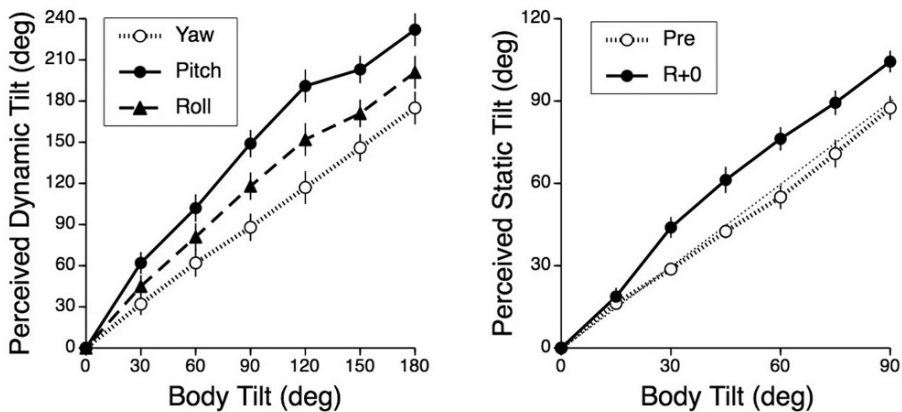 Perceived Dynamic Tilt (deg)
240
210
180
150
120
90
60
30
0
Yaw
Pitch
Roll
0 30 60 90 120 150 180
Body Tilt (deg)
Perceived Static Tilt (deg)
120
90
60
30
0
Pre
R+0
0 30 60 90
Body Tilt (deg)